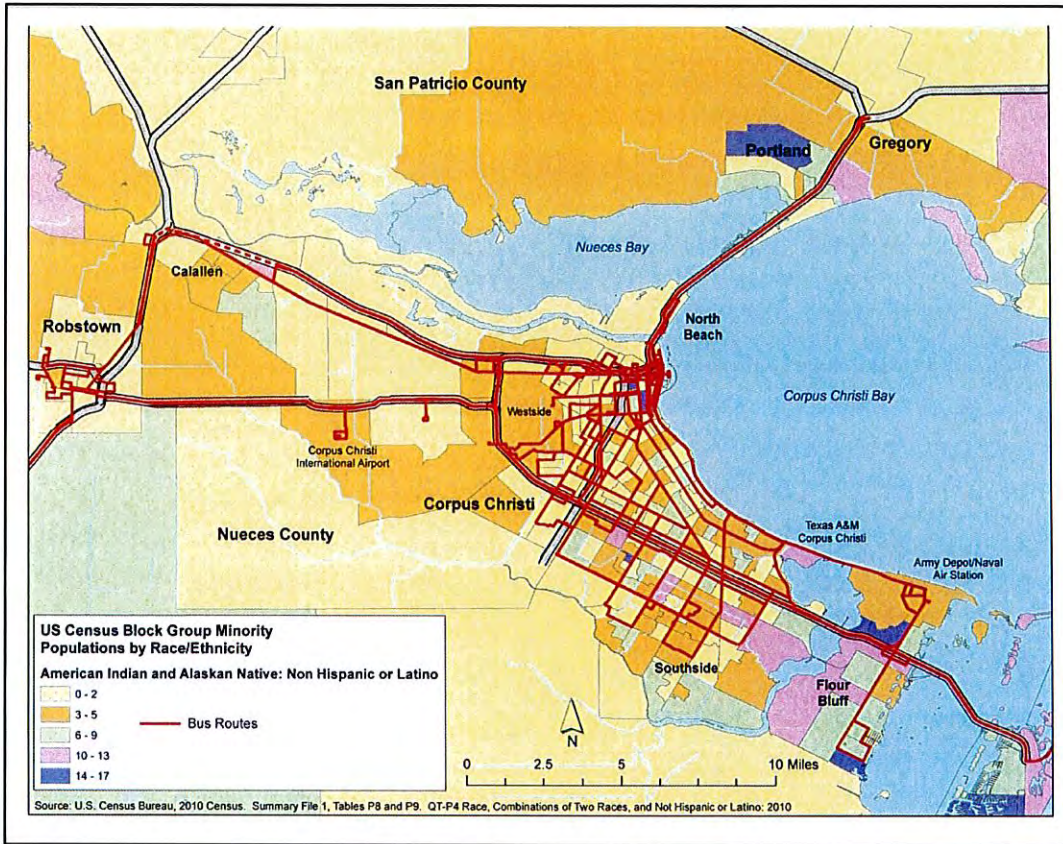 San Patricio County
Portland
Gregory
Nueces Bay
Calallen
Robstown
North
Beach
Corpus Christi Bay
Westside
Corpus Christi
International Airport
Corpus Christi
Nueces County
Texas A&M
Corpus Christi
Army Depot/Naval
Air Station
Southside
Flour
Bluff
US Census Block Group Minority
Populations by Race/Ethnicity
American Indian and Alaskan Native: Non Hispanic or Latino
0 - 2
3 - 5
6 - 9
10 - 13
14 - 17
Bus Routes
N
0 2.5 5 10 Miles
Source: U.S. Census Bureau, 2010 Census. Summary File 1, Tables P8 and P9. QT-P4 Race, Combinations of Two Races, and Not Hispanic or Latino: 2010